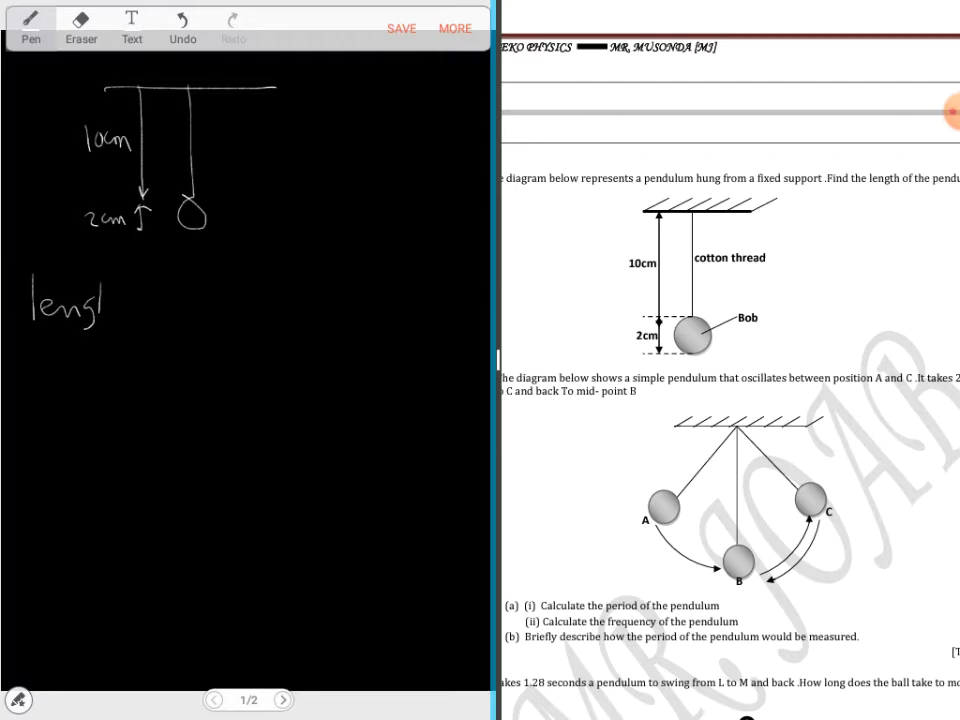 Pen Eraser Text Undo Redo SAVE MORE
10cm
2cm
lengt
1/2
EKO PHYSICS MR, MUSONDA [MJ]
e diagram below represents a pendulum hung from a fixed support .Find the length of the pendu
10cm
cotton thread
Bob
2cm
he diagram below shows a simple pendulum that oscillates between position A and C .It takes 2
C and back To mid- point B
A
C
B
(a) (i) Calculate the period of the pendulum
(ii) Calculate the frequency of the pendulum
(b) Briefly describe how the period of the pendulum would be measured.
[T
akes 1.28 seconds a pendulum to swing from L to M and back .How long does the ball take to mo
MR, JOAB